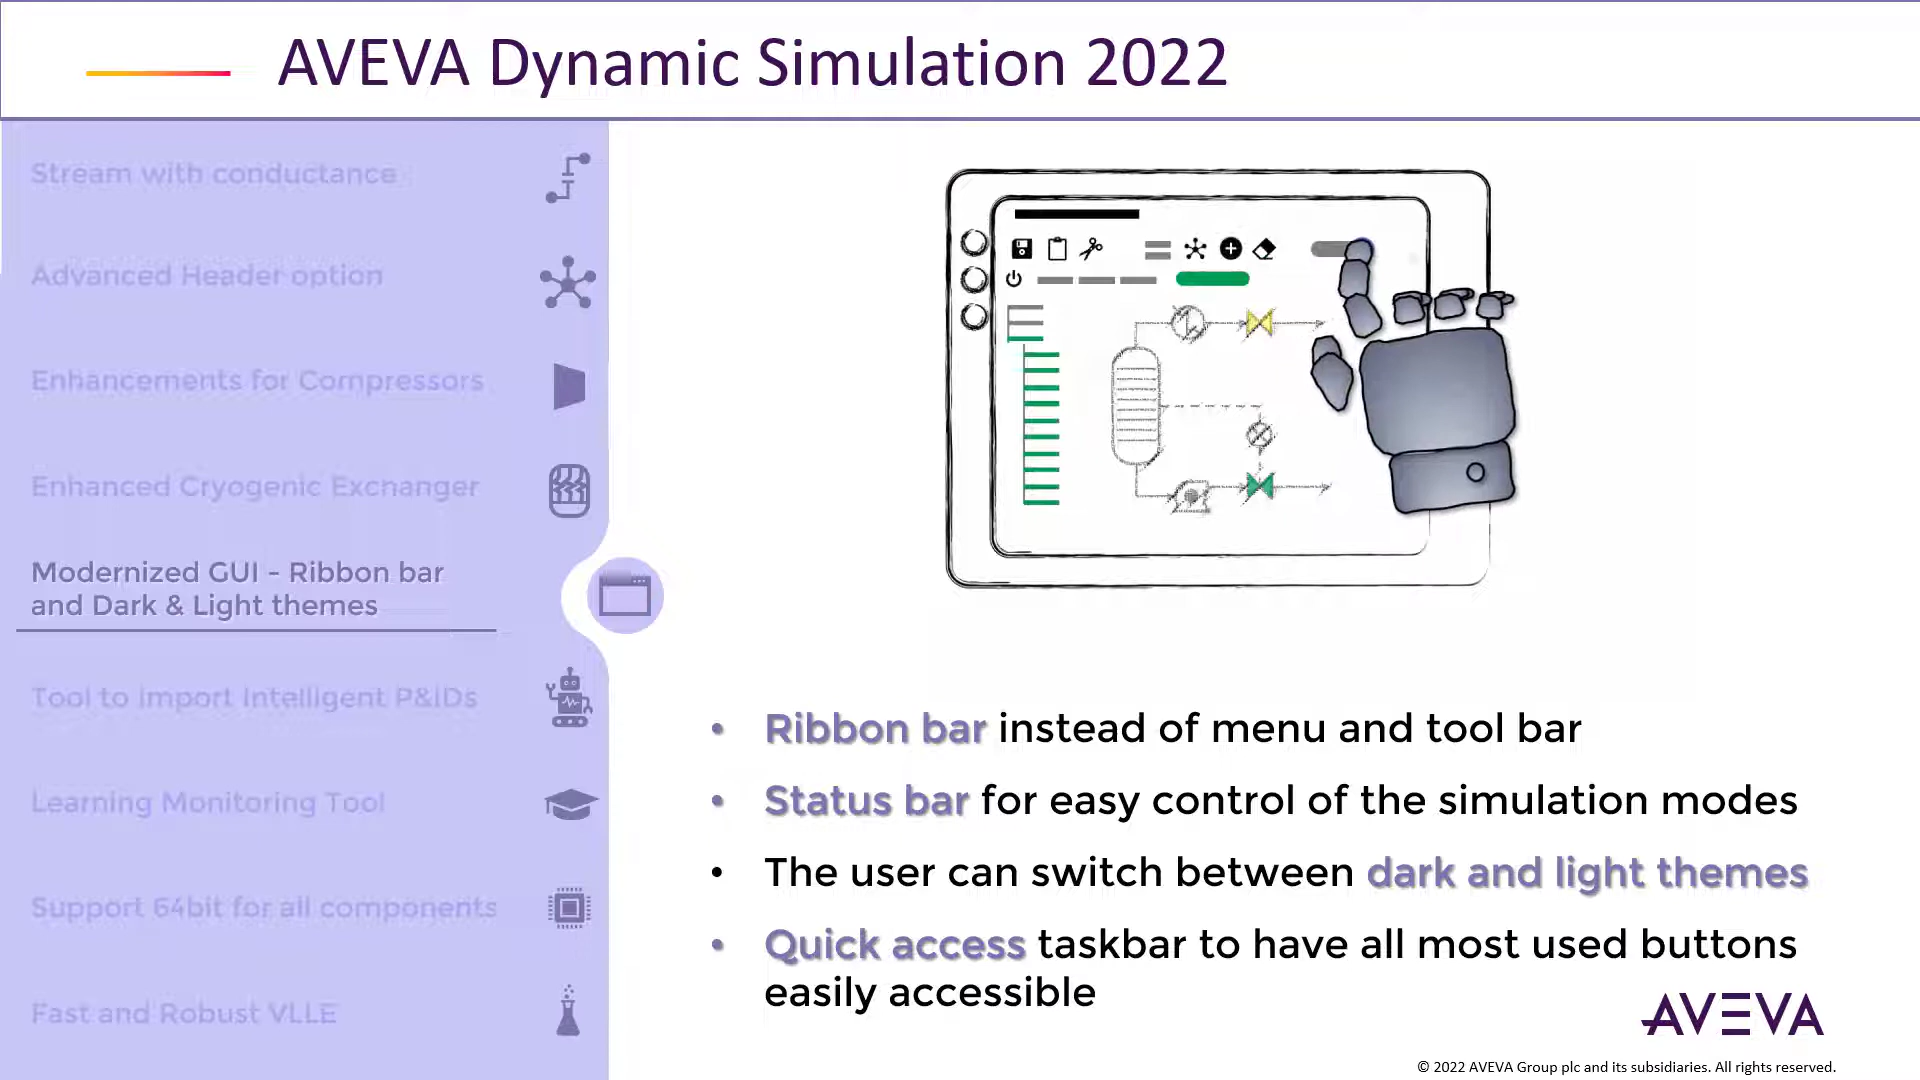 AVEVA Dynamic Simulation 2022
Stream with conductance
Advanced Header option
Enhancements for Compressors
Enhanced Cryogenic Exchanger
Modernized GUI - Ribbon bar
and Dark & Light themes
Tool to Import Intelligent P&IDs
Learning Monitoring Tool
Support 64bit for all components
Fast and Robust VLLE
• Ribbon bar instead of menu and tool bar
• Status bar for easy control of the simulation modes
• The user can switch between dark and light themes
• Quick access taskbar to have all most used buttons
easily accessible
AVEVA
© 2022 AVEVA Group plc and its subsidiaries. All rights reserved.